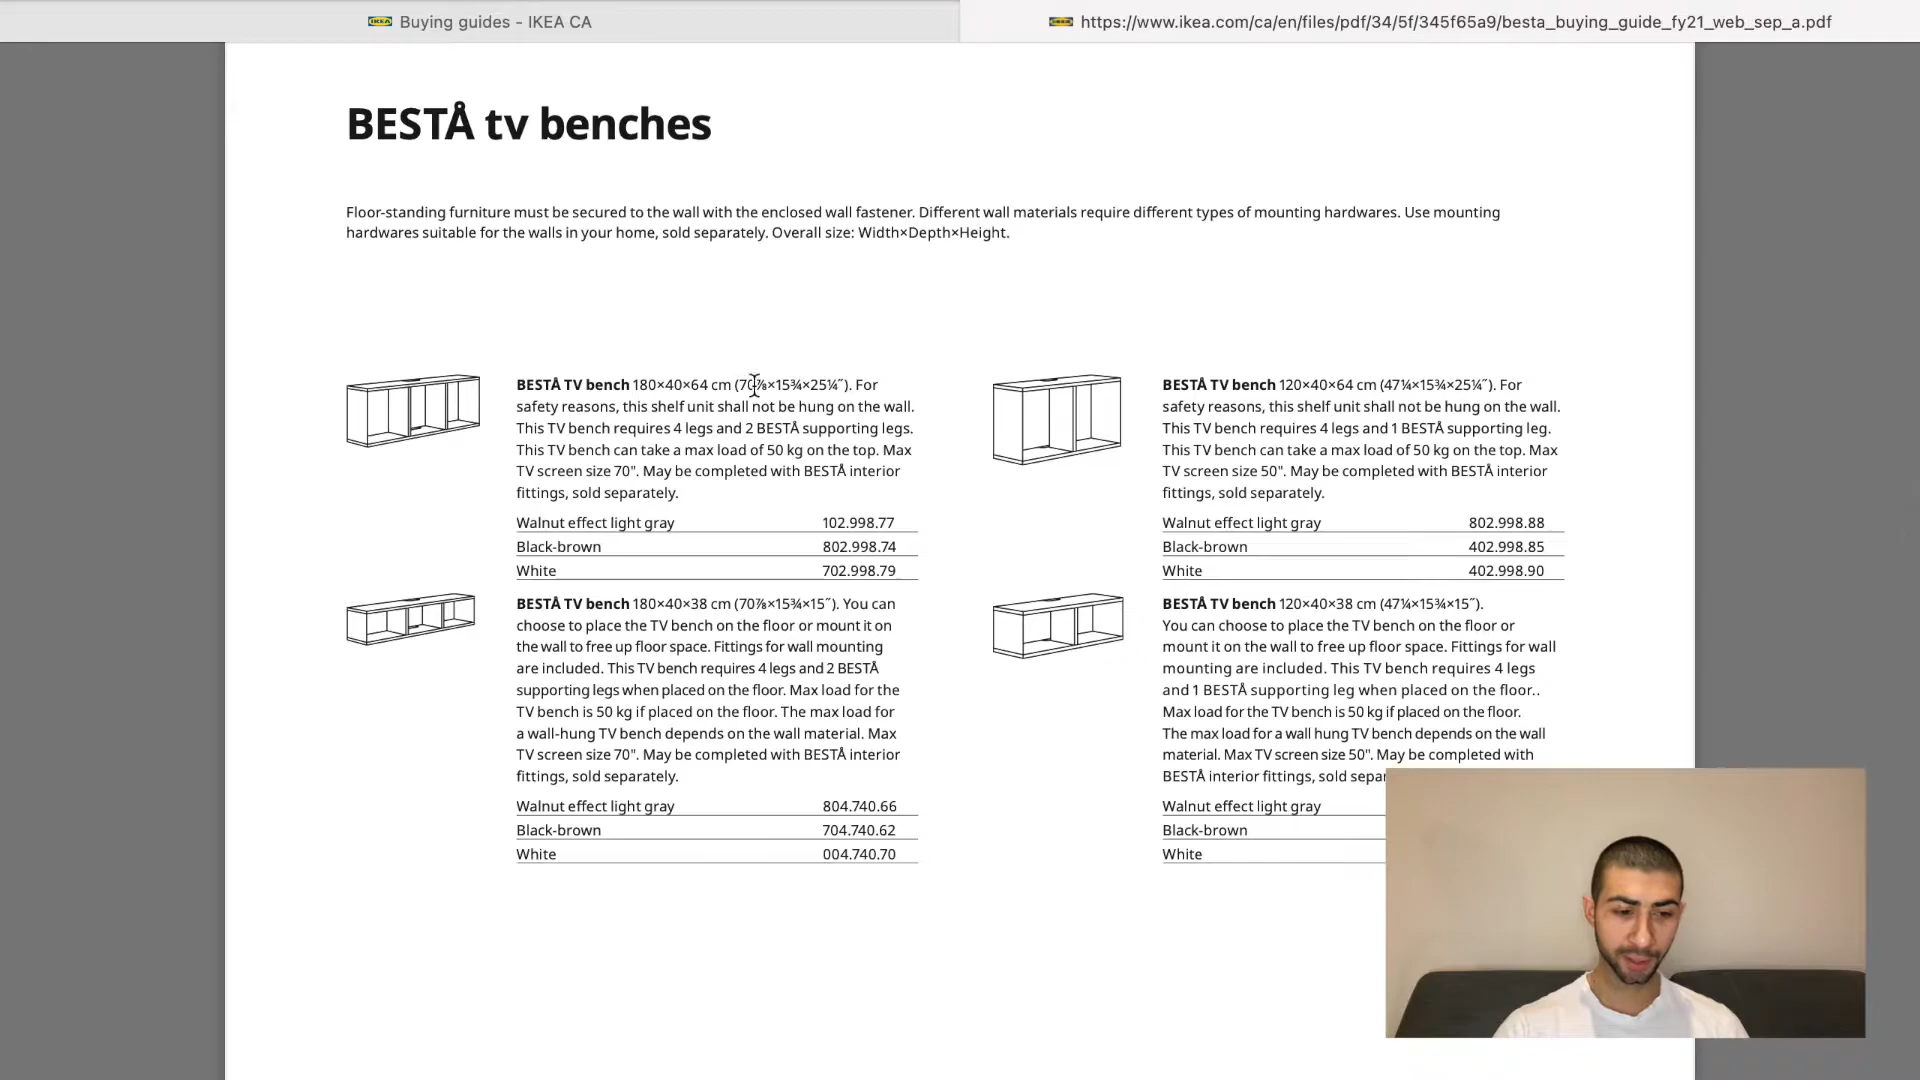 Buying guides - IKEA CA
https://www.ikea.com/ca/en/files/pdf/34/5f/345f65a9/besta_buying_guide_fy21_web_sep_a.pdf
BESTÅ tv benches
Floor-standing furniture must be secured to the wall with the enclosed wall fastener. Different wall materials require different types of mounting hardwares. Use mounting
hardwares suitable for the walls in your home, sold separately. Overall size: Width×Depth×Height.
BESTÅ TV bench 180×40×64 cm (70⅞×15¾×25¼″). For
safety reasons, this shelf unit shall not be hung on the wall.
This TV bench requires 4 legs and 2 BESTÅ supporting legs.
This TV bench can take a max load of 50 kg on the top. Max
TV screen size 70". May be completed with BESTÅ interior
fittings, sold separately.
Walnut effect light gray 102.998.77
Black-brown 802.998.74
White 702.998.79
BESTÅ TV bench 180×40×38 cm (70⅞×15¾×15″). You can
choose to place the TV bench on the floor or mount it on
the wall to free up floor space. Fittings for wall mounting
are included. This TV bench requires 4 legs and 2 BESTÅ
supporting legs when placed on the floor. Max load for the
TV bench is 50 kg if placed on the floor. The max load for
a wall-hung TV bench depends on the wall material. Max
TV screen size 70". May be completed with BESTÅ interior
fittings, sold separately.
Walnut effect light gray 804.740.66
Black-brown 704.740.62
White 004.740.70
BESTÅ TV bench 120×40×64 cm (47¼×15¾×25¼″). For
safety reasons, this shelf unit shall not be hung on the wall.
This TV bench requires 4 legs and 1 BESTÅ supporting leg.
This TV bench can take a max load of 50 kg on the top. Max
TV screen size 50". May be completed with BESTÅ interior
fittings, sold separately.
Walnut effect light gray 802.998.88
Black-brown 402.998.85
White 402.998.90
BESTÅ TV bench 120×40×38 cm (47¼×15¾×15″).
You can choose to place the TV bench on the floor or
mount it on the wall to free up floor space. Fittings for wall
mounting are included. This TV bench requires 4 legs
and 1 BESTÅ supporting leg when placed on the floor..
Max load for the TV bench is 50 kg if placed on the floor.
The max load for a wall hung TV bench depends on the wall
material. Max TV screen size 50". May be completed with
BESTÅ interior fittings, sold
Walnut effect light gray
Black-brown
White